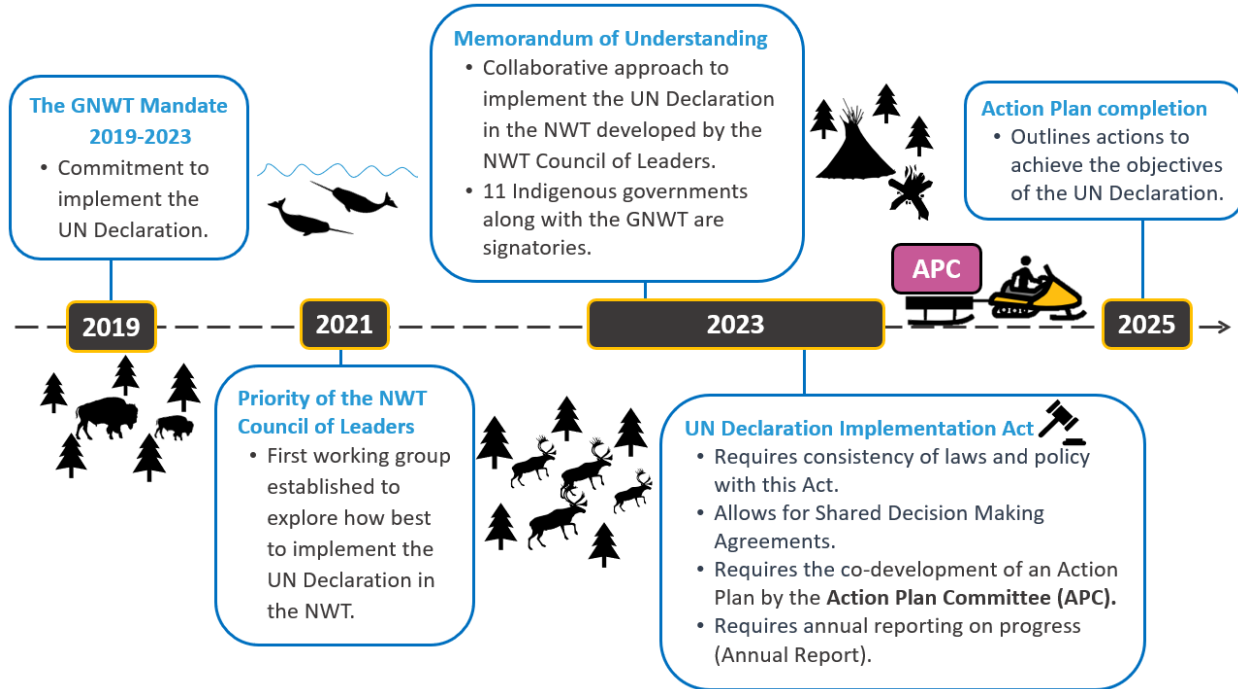 The GNWT Mandate
2019-2023
• Commitment to
implement the
UN Declaration.
Memorandum of Understanding
• Collaborative approach to
implement the UN Declaration
in the NWT developed by the
NWT Council of Leaders.
• 11 Indigenous governments
along with the GNWT are
signatories.
Action Plan completion
• Outlines actions to
achieve the objectives
of the UN Declaration.
APC
2019
2021
2023
2025
Priority of the NWT
Council of Leaders
• First working group
established to
explore how best
to implement the
UN Declaration in
the NWT.
UN Declaration Implementation Act
• Requires consistency of laws and policy
with this Act.
• Allows for Shared Decision Making
Agreements.
• Requires the co-development of an Action
Plan by the Action Plan Committee (APC).
• Requires annual reporting on progress
(Annual Report).